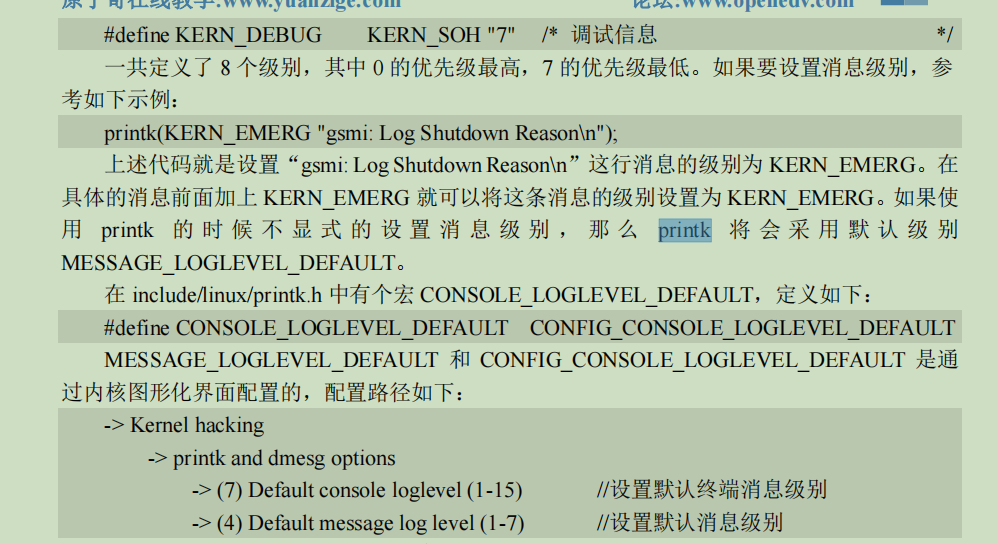 原子哥在线教学:www.yuanzige.com 论坛:www.openedv.com
#define KERN_DEBUG KERN_SOH "7" /* 调试信息 */
一共定义了 8 个级别，其中 0 的优先级最高，7 的优先级最低。如果要设置消息级别，参
考如下示例：
printk(KERN_EMERG "gsmi: Log Shutdown Reason\n");
上述代码就是设置“gsmi: Log Shutdown Reason\n”这行消息的级别为 KERN_EMERG。在
具体的消息前面加上 KERN_EMERG 就可以将这条消息的级别设置为 KERN_EMERG。如果使
用 printk 的时候不显式的设置消息级别，那么 printk 将会采用默认级别
MESSAGE_LOGLEVEL_DEFAULT。
在 include/linux/printk.h 中有个宏 CONSOLE_LOGLEVEL_DEFAULT，定义如下：
#define CONSOLE_LOGLEVEL_DEFAULT CONFIG_CONSOLE_LOGLEVEL_DEFAULT
MESSAGE_LOGLEVEL_DEFAULT 和 CONFIG_CONSOLE_LOGLEVEL_DEFAULT 是通
过内核图形化界面配置的，配置路径如下：
-> Kernel hacking
-> printk and dmesg options
-> (7) Default console loglevel (1-15) //设置默认终端消息级别
-> (4) Default message log level (1-7) //设置默认消息级别